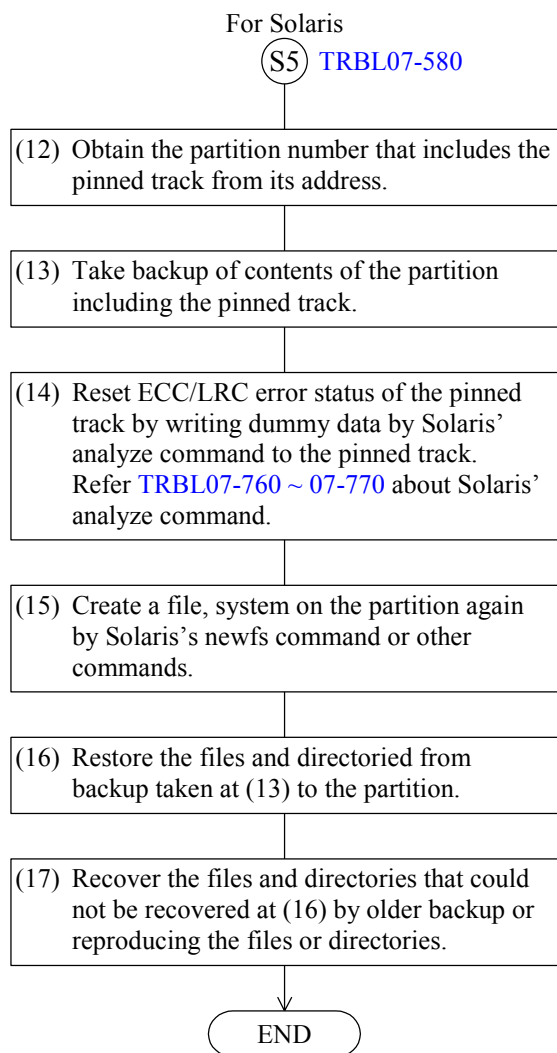 For Solaris
S5 TRBL07-580
(12) Obtain the partition number that includes the
pinned track from its address.
(13) Take backup of contents of the partition
including the pinned track.
(14) Reset ECC/LRC error status of the pinned
track by writing dummy data by Solaris’
analyze command to the pinned track.
Refer TRBL07-760 ~ 07-770 about Solaris’
analyze command.
(15) Create a file, system on the partition again
by Solaris’s newfs command or other
commands.
(16) Restore the files and directoried from
backup taken at (13) to the partition.
(17) Recover the files and directories that could
not be recovered at (16) by older backup or
reproducing the files or directories.
END